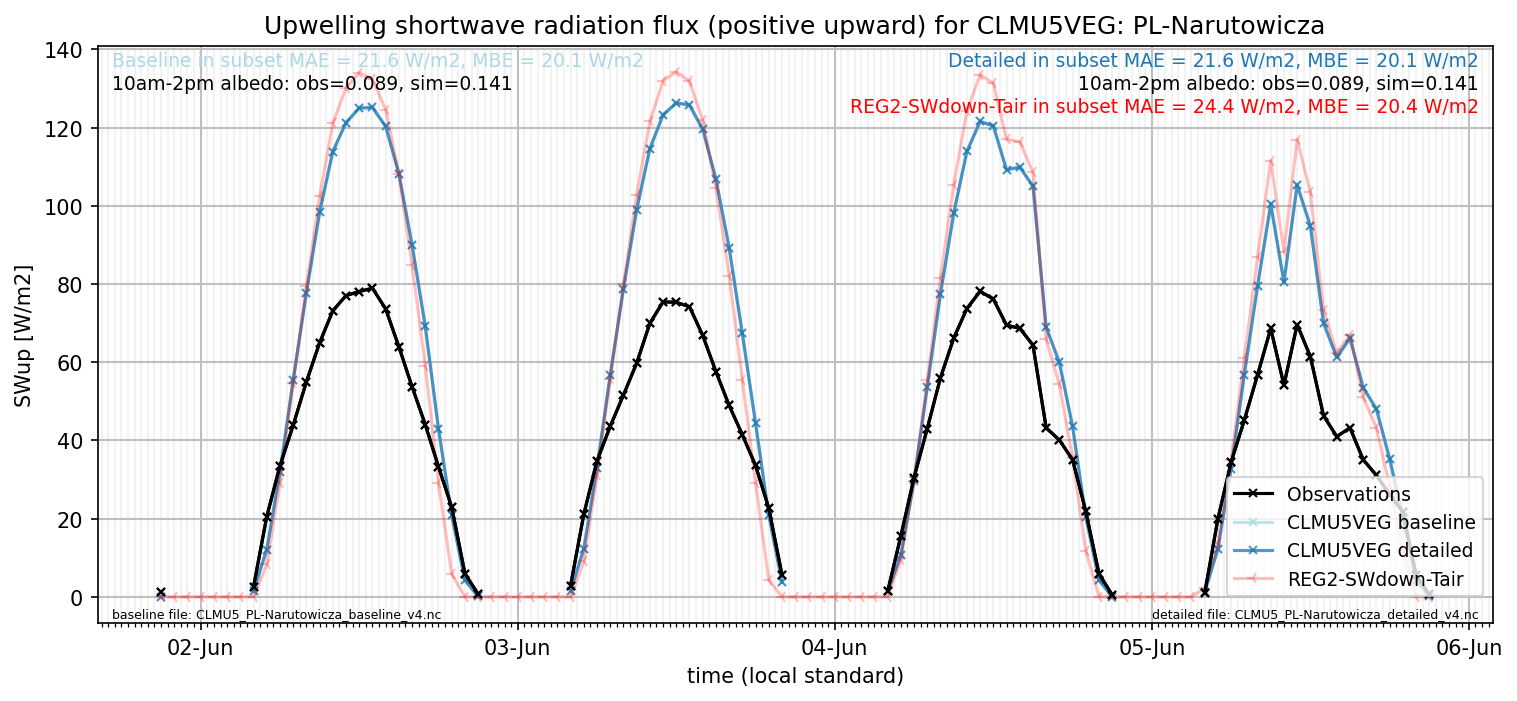 Upwelling shortwave radiation flux (positive upward) for CLMU5VEG: PL-Narutowicza
Baseline in subset MAE = 21.6 W/m2, MBE = 20.1 W/m2
10am-2pm albedo: obs=0.089, sim=0.141
Detailed in subset MAE = 21.6 W/m2, MBE = 20.1 W/m2
10am-2pm albedo: obs=0.089, sim=0.141
REG2-SWdown-Tair in subset MAE = 24.4 W/m2, MBE = 20.4 W/m2
SWup [W/m2]
140
120
100
80
60
40
20
0
Observations
CLMU5VEG baseline
CLMU5VEG detailed
REG2-SWdown-Tair
baseline file: CLMU5_PL-Narutowicza_baseline_v4.nc
detailed file: CLMU5_PL-Narutowicza_detailed_v4.nc
02-Jun
03-Jun
04-Jun
05-Jun
06-Jun
time (local standard)